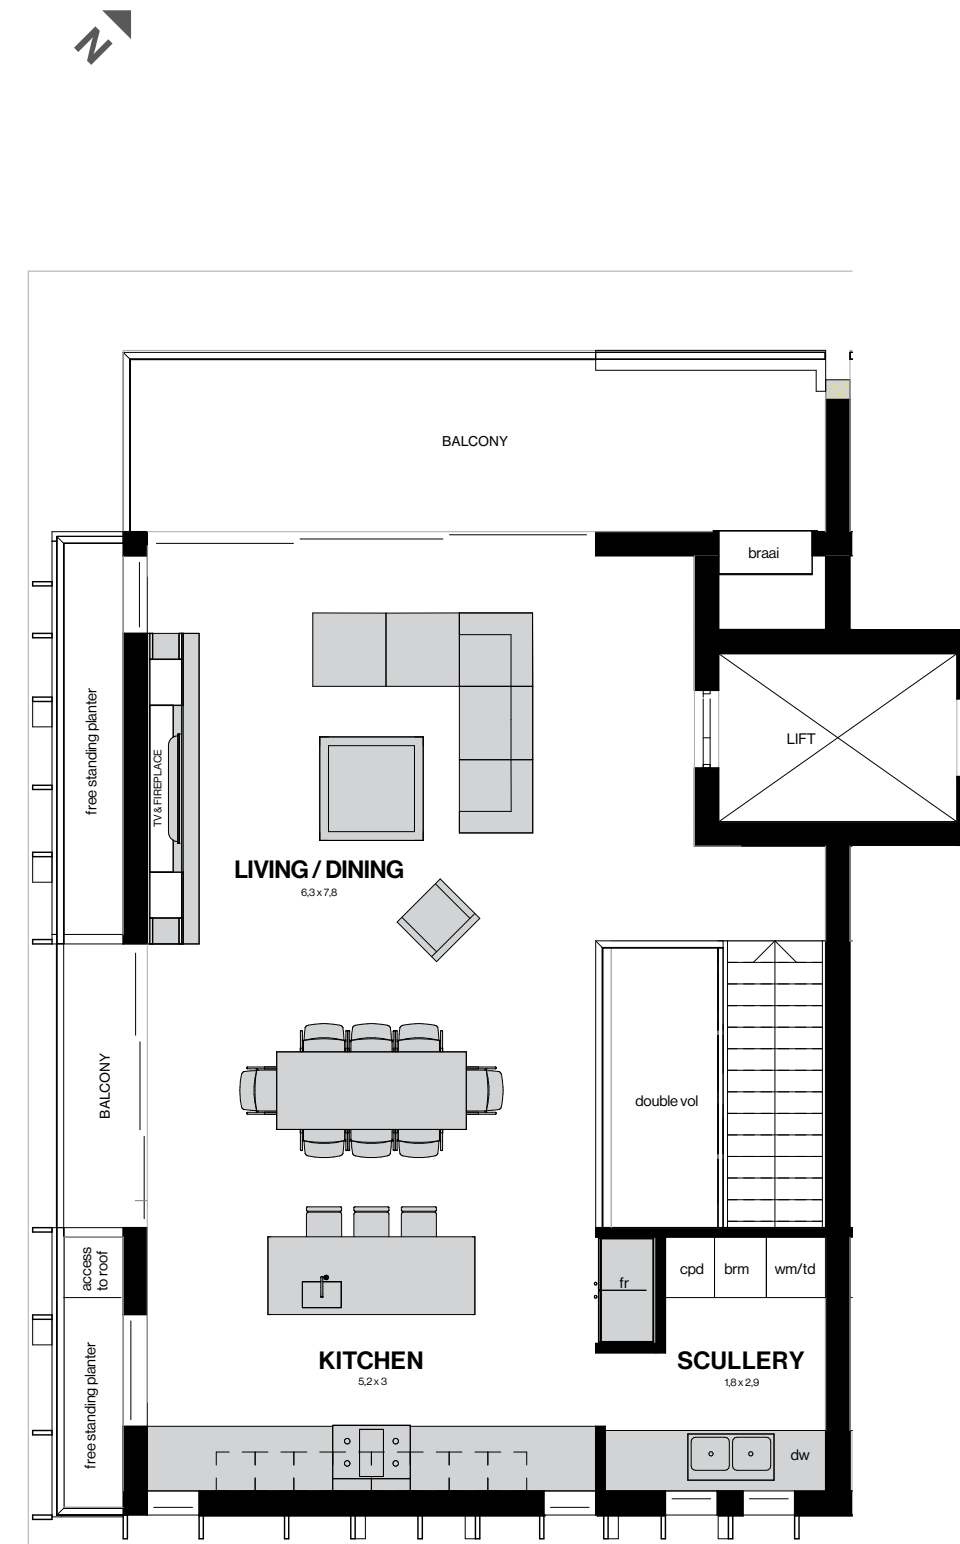 N
BALCONY
braai
free standing planter
TV & FIREPLACE
LIFT
LIVING / DINING
6,3 x 7,8
BALCONY
double vol
access
to roof
fr
cpd
brm
wm/td
KITCHEN
5,2 x 3
SCULLERY
1,8 x 2,9
free standing planter
dw